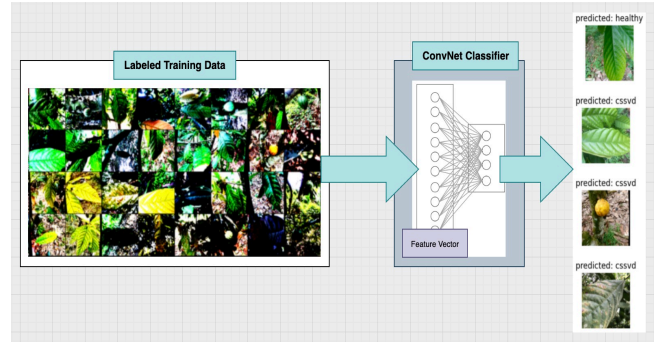 Labeled Training Data
ConvNet Classifier
Feature Vector
predicted: healthy
predicted: cssvd
predicted: cssvd
predicted: cssvd